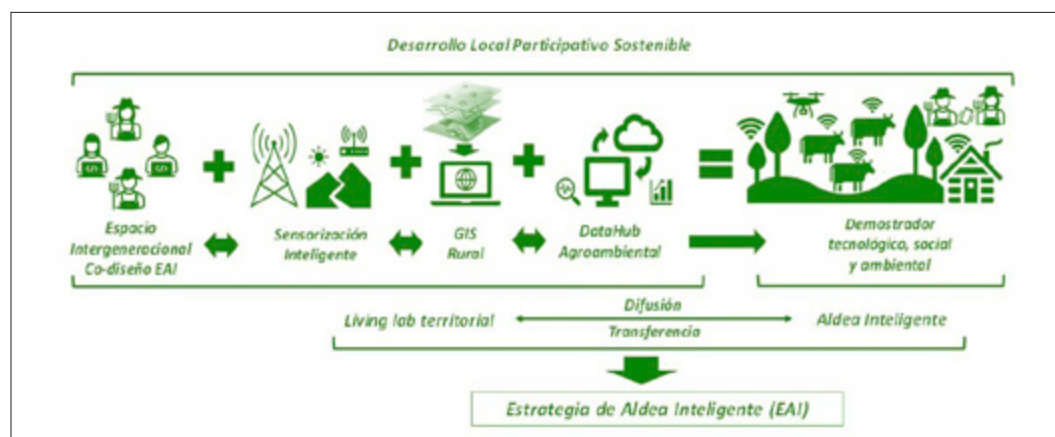 Desarrollo Local Participativo Sostenible
Espacio
Intergeneracional
Co-diseño EAI
Sensorización
Inteligente
GIS
Rural
DataHub
Agroambiental
Demostrador
tecnológico, social
y ambiental
Living lab territorial
Difusión
Transferencia
Aldea Inteligente
Estrategia de Aldea Inteligente (EAI)